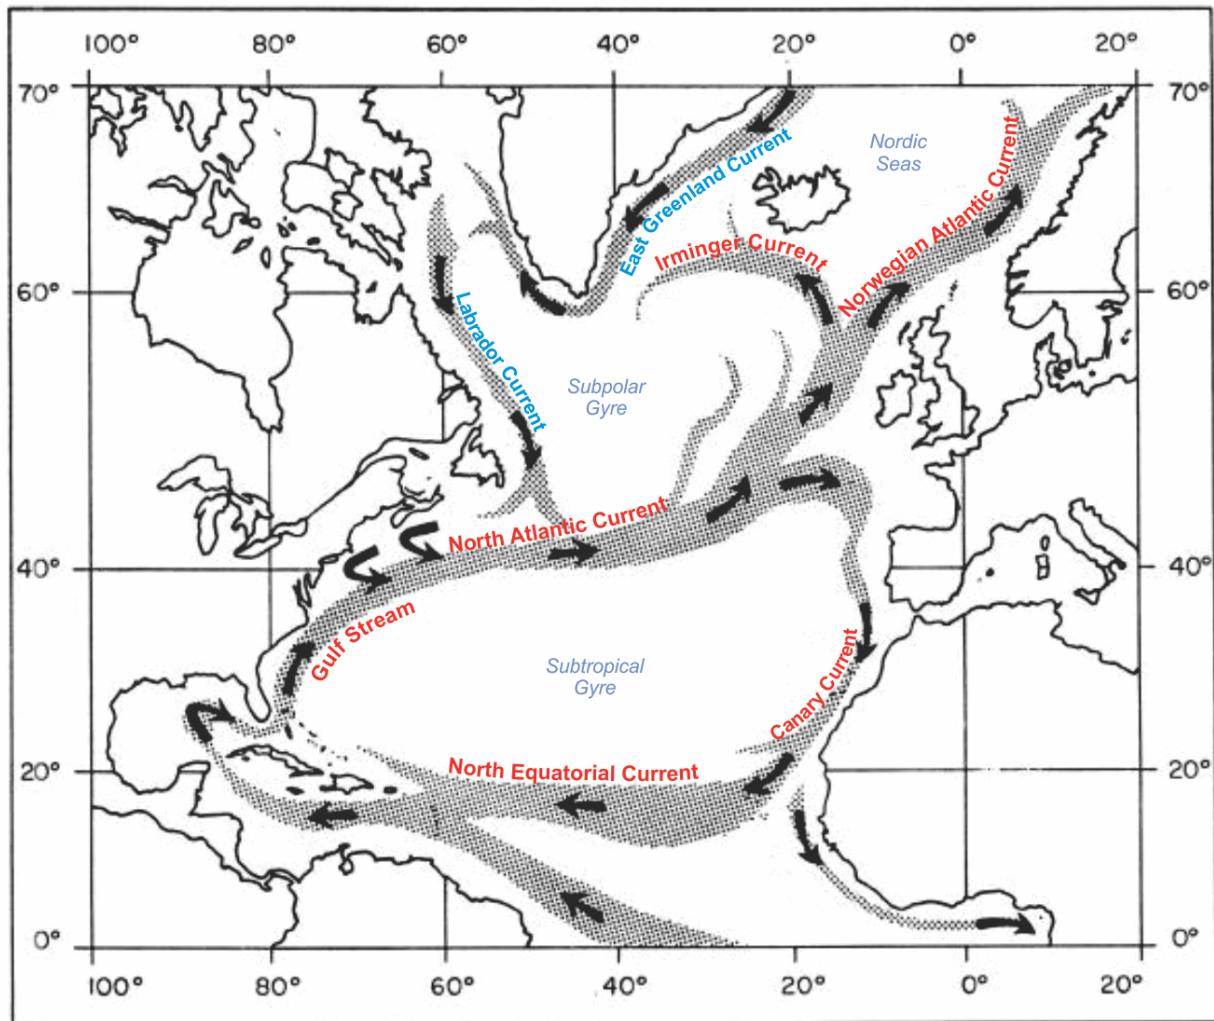 100° 80° 60° 40° 20° 0° 20°
70° 70°
Nordic
Seas
East Greenland Current
Irminger Current
Norwegian Atlantic Current
60° 60°
Labrador Current
Subpolar
Gyre
North Atlantic Current
40° 40°
Gulf Stream
Subtropical
Gyre
Canary Current
North Equatorial Current
20° 20°
0° 0°
100° 80° 60° 40° 20° 0° 20°